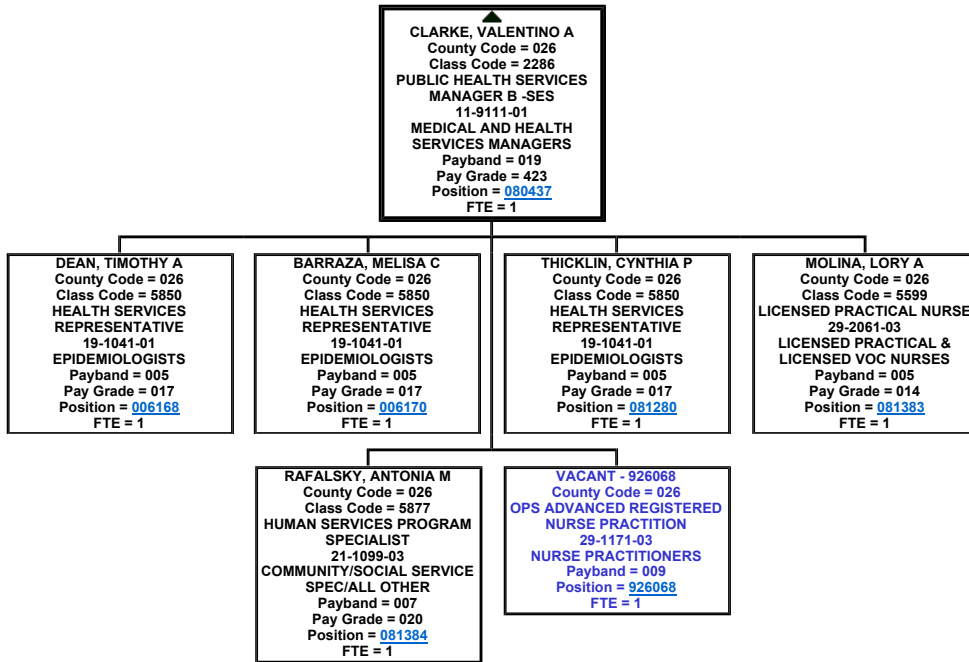 CLARKE, VALENTINO A
County Code = 026
Class Code = 2286
PUBLIC HEALTH SERVICES
MANAGER B -SES
11-9111-01
MEDICAL AND HEALTH
SERVICES MANAGERS
Payband = 019
Pay Grade = 423
Position = 080437
FTE = 1
DEAN, TIMOTHY A
County Code = 026
Class Code = 5850
HEALTH SERVICES
REPRESENTATIVE
19-1041-01
EPIDEMIOLOGISTS
Payband = 005
Pay Grade = 017
Position = 006168
FTE = 1
BARRAZA, MELISA C
County Code = 026
Class Code = 5850
HEALTH SERVICES
REPRESENTATIVE
19-1041-01
EPIDEMIOLOGISTS
Payband = 005
Pay Grade = 017
Position = 006170
FTE = 1
THICKLIN, CYNTHIA P
County Code = 026
Class Code = 5850
HEALTH SERVICES
REPRESENTATIVE
19-1041-01
EPIDEMIOLOGISTS
Payband = 005
Pay Grade = 017
Position = 081280
FTE = 1
MOLINA, LORY A
County Code = 026
Class Code = 5599
LICENSED PRACTICAL NURSE
29-2061-03
LICENSED PRACTICAL &
LICENSED VOC NURSES
Payband = 005
Pay Grade = 014
Position = 081383
FTE = 1
RAFALSKY, ANTONIA M
County Code = 026
Class Code = 5877
HUMAN SERVICES PROGRAM
SPECIALIST
21-1099-03
COMMUNITY/SOCIAL SERVICE
SPEC/ALL OTHER
Payband = 007
Pay Grade = 020
Position = 081384
FTE = 1
VACANT - 926068
County Code = 026
OPS ADVANCED REGISTERED
NURSE PRACTITION
29-1171-03
NURSE PRACTITIONERS
Payband = 009
Position = 926068
FTE = 1